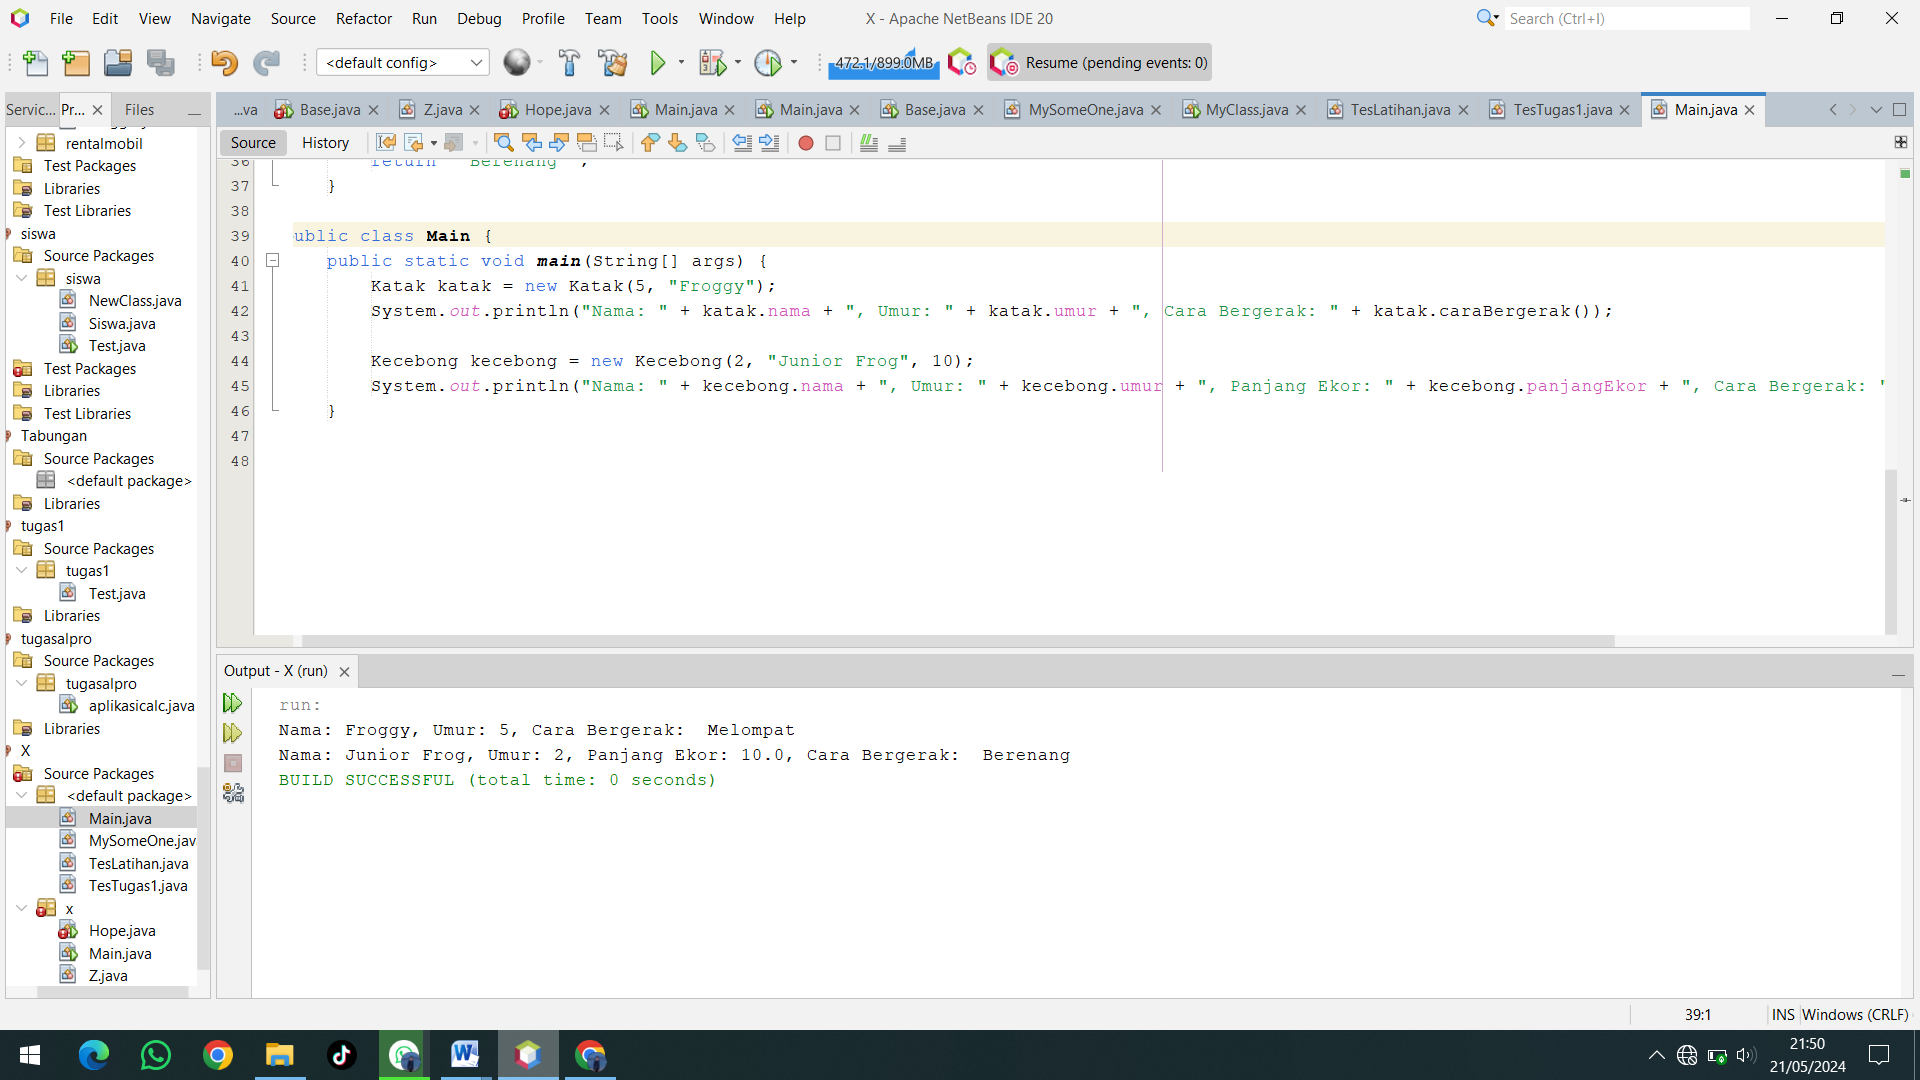 File Edit View Navigate Source Refactor Run Debug Profile Team Tools Window Help X - Apache NetBeans IDE 20 Search (Ctrl+I)
<default config> 472.1/899.0MB Resume (pending events: 0)
Servic... Pr... Files
...va Base.java Z.java Hope.java Main.java Main.java Base.java MySomeOne.java MyClass.java TesLatihan.java TesTugas1.java Main.java
Source History
rentalmobil
Test Packages
Libraries
Test Libraries
siswa
Source Packages
siswa
NewClass.java
Siswa.java
Test.java
Test Packages
Libraries
Test Libraries
Tabungan
Source Packages
<default package>
Libraries
tugas1
Source Packages
tugas1
Test.java
Libraries
tugasalpro
Source Packages
tugasalpro
aplikasicalc.java
Libraries
X
Source Packages
<default package>
Main.java
MySomeOne.jav
TesLatihan.java
TesTugas1.java
x
Hope.java
Main.java
Z.java
36 return " Berenang ";
37 }
38
39 ublic class Main {
40 public static void main(String[] args) {
41 Katak katak = new Katak(5, "Froggy");
42 System.out.println("Nama: " + katak.nama + ", Umur: " + katak.umur + ", Cara Bergerak: " + katak.caraBergerak());
43
44 Kecebong kecebong = new Kecebong(2, "Junior Frog", 10);
45 System.out.println("Nama: " + kecebong.nama + ", Umur: " + kecebong.umur + ", Panjang Ekor: " + kecebong.panjangEkor + ", Cara Bergerak: "
46 }
47
48
Output - X (run)
run:
Nama: Froggy, Umur: 5, Cara Bergerak:  Melompat
Nama: Junior Frog, Umur: 2, Panjang Ekor: 10.0, Cara Bergerak:  Berenang
BUILD SUCCESSFUL (total time: 0 seconds)
39:1 INS Windows (CRLF)
21:50
21/05/2024